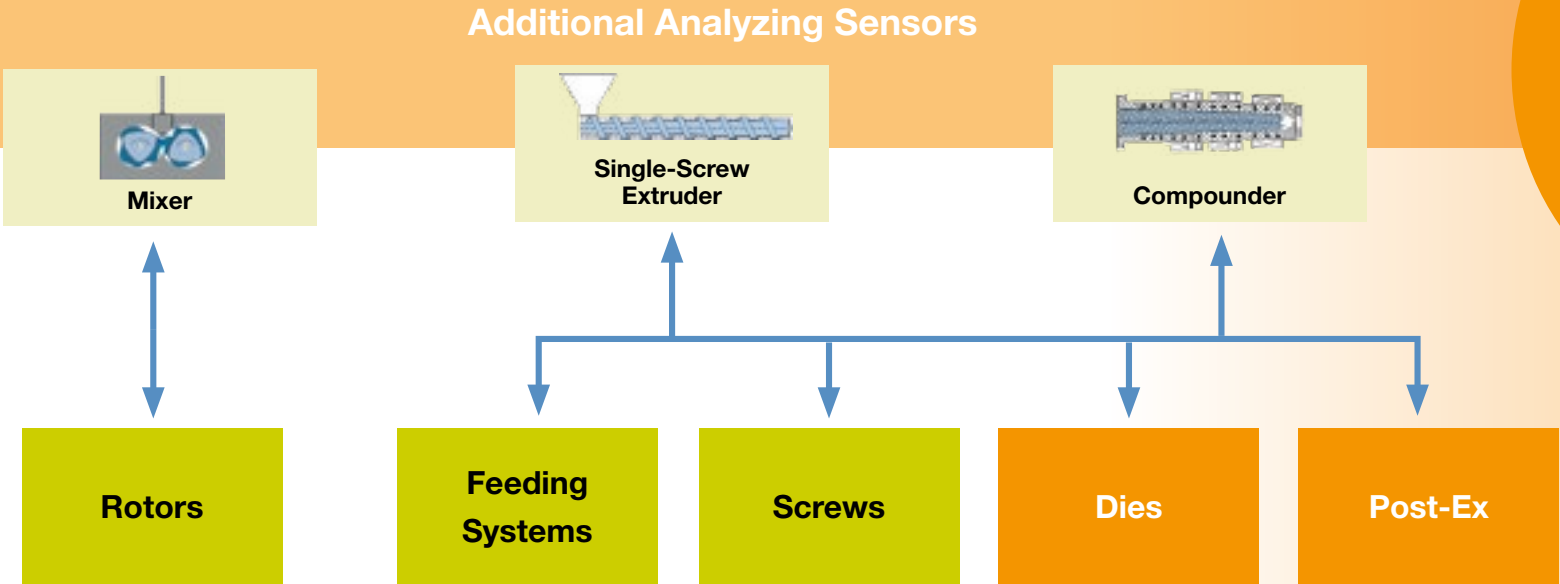 Additional Analyzing Sensors
Mixer
Single-Screw
Extruder
Compounder
Rotors
Feeding
Systems
Screws
Dies
Post-Ex